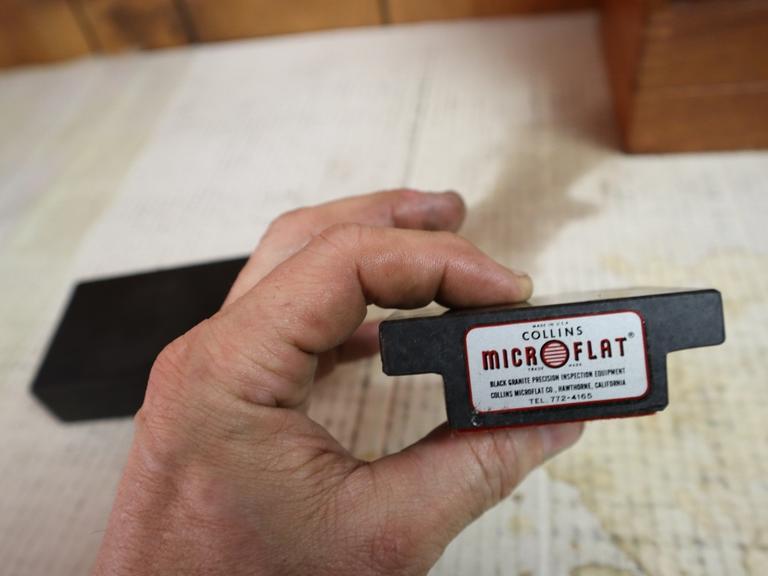 MADE IN U.S.A.
COLLINS
MICROFLAT®
TRADE MARK
BLACK GRANITE PRECISION INSPECTION EQUIPMENT
COLLINS MICROFLAT CO., HAWTHORNE, CALIFORNIA
TEL. 772-4165